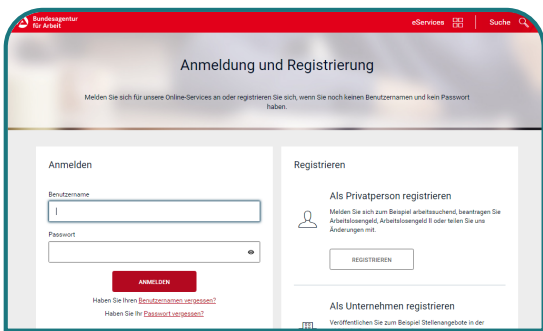 Bundesagentur
für Arbeit
eServices
Suche
Anmeldung und Registrierung
Melden Sie sich für unsere Online-Services an oder registrieren Sie sich, wenn Sie noch keinen Benutzernamen und kein Passwort
haben.
Anmelden
Benutzername
Passwort
ANMELDEN
Haben Sie Ihren Benutzernamen vergessen?
Haben Sie Ihr Passwort vergessen?
Registrieren
Als Privatperson registrieren
Melden Sie sich zum Beispiel arbeitssuchend, beantragen Sie
Arbeitslosengeld, Arbeitslosengeld II oder teilen Sie uns
Änderungen mit.
REGISTRIEREN
Als Unternehmen registrieren
Veröffentlichen Sie zum Beispiel Stellenangebote in der